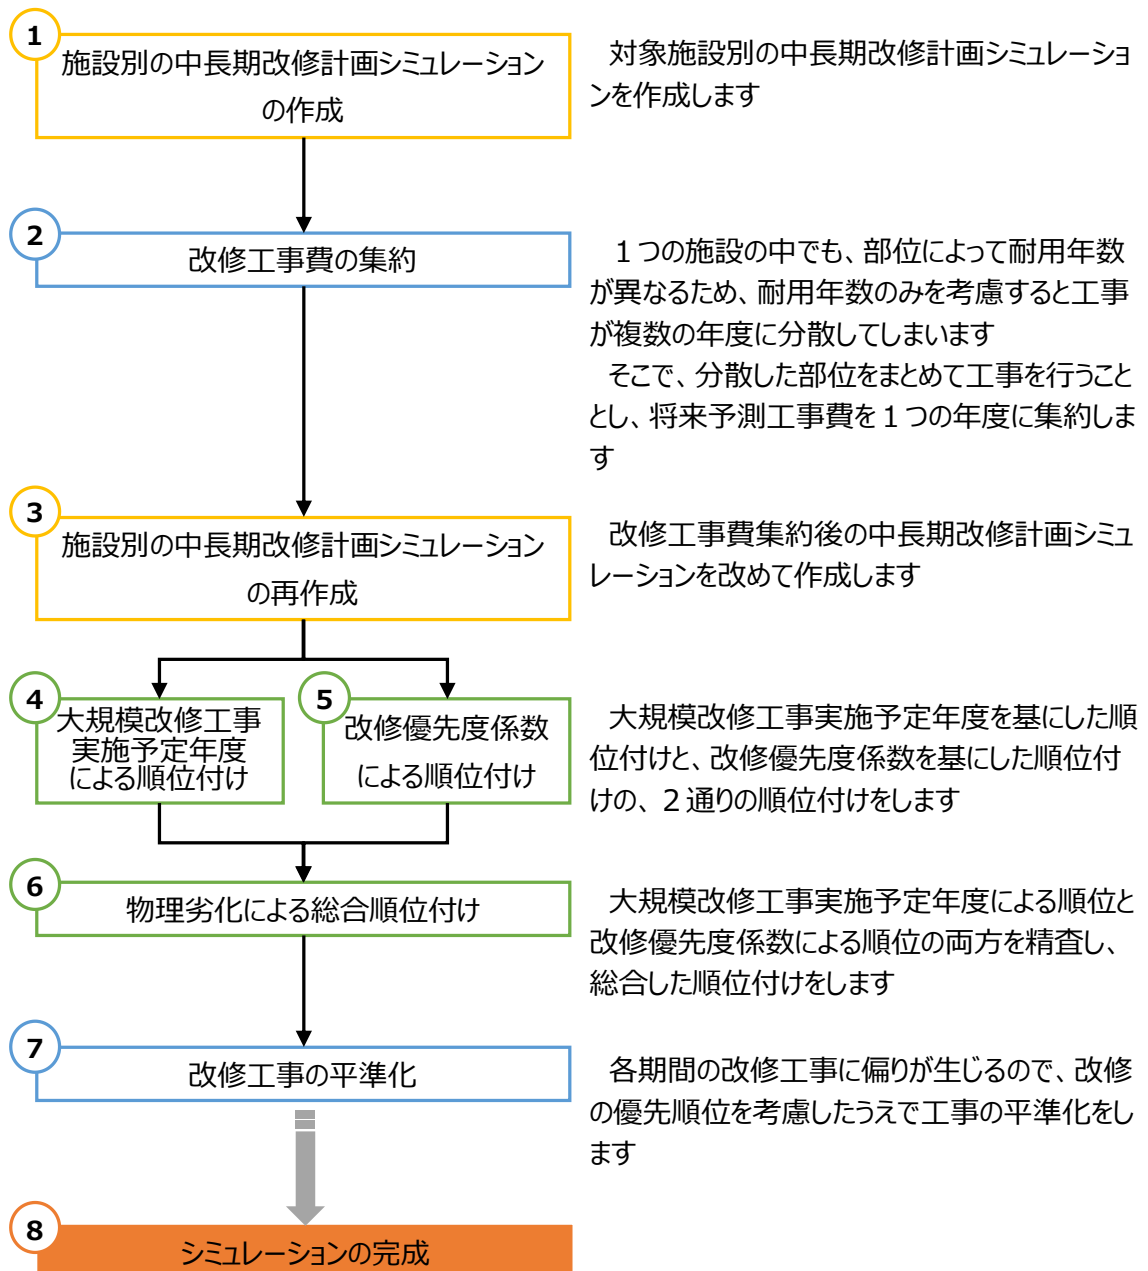 1
施設別の中長期改修計画シミュレーション
の作成
対象施設別の中長期改修計画シミュレーショ
ンを作成します
2
改修工事費の集約
１つの施設の中でも、部位によって耐用年数
が異なるため、耐用年数のみを考慮すると工事
が複数の年度に分散してしまいます
そこで、分散した部位をまとめて工事を行うこと
とし、将来予測工事費を１つの年度に集約しま
す
3
施設別の中長期改修計画シミュレーション
の再作成
改修工事費集約後の中長期改修計画シミュ
レーションを改めて作成します
4
大規模改修工事
実施予定年度
による順位付け
5
改修優先度係数
による順位付け
大規模改修工事実施予定年度を基にした順
位付けと、改修優先度係数を基にした順位付
けの、２通りの順位付けをします
6
物理劣化による総合順位付け
大規模改修工事実施予定年度による順位と
改修優先度係数による順位の両方を精査し、
総合した順位付けをします
7
改修工事の平準化
各期間の改修工事に偏りが生じるので、改修
の優先順位を考慮したうえで工事の平準化をし
ます
8
シミュレーションの完成